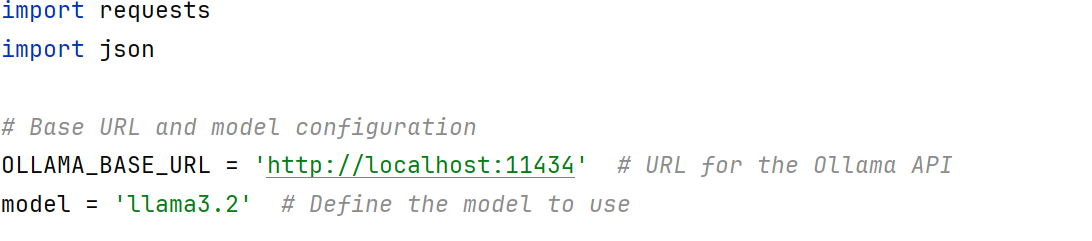 import requests
import json
# Base URL and model configuration
OLLAMA_BASE_URL = 'http://localhost:11434'  # URL for the Ollama API
model = 'llama3.2'  # Define the model to use